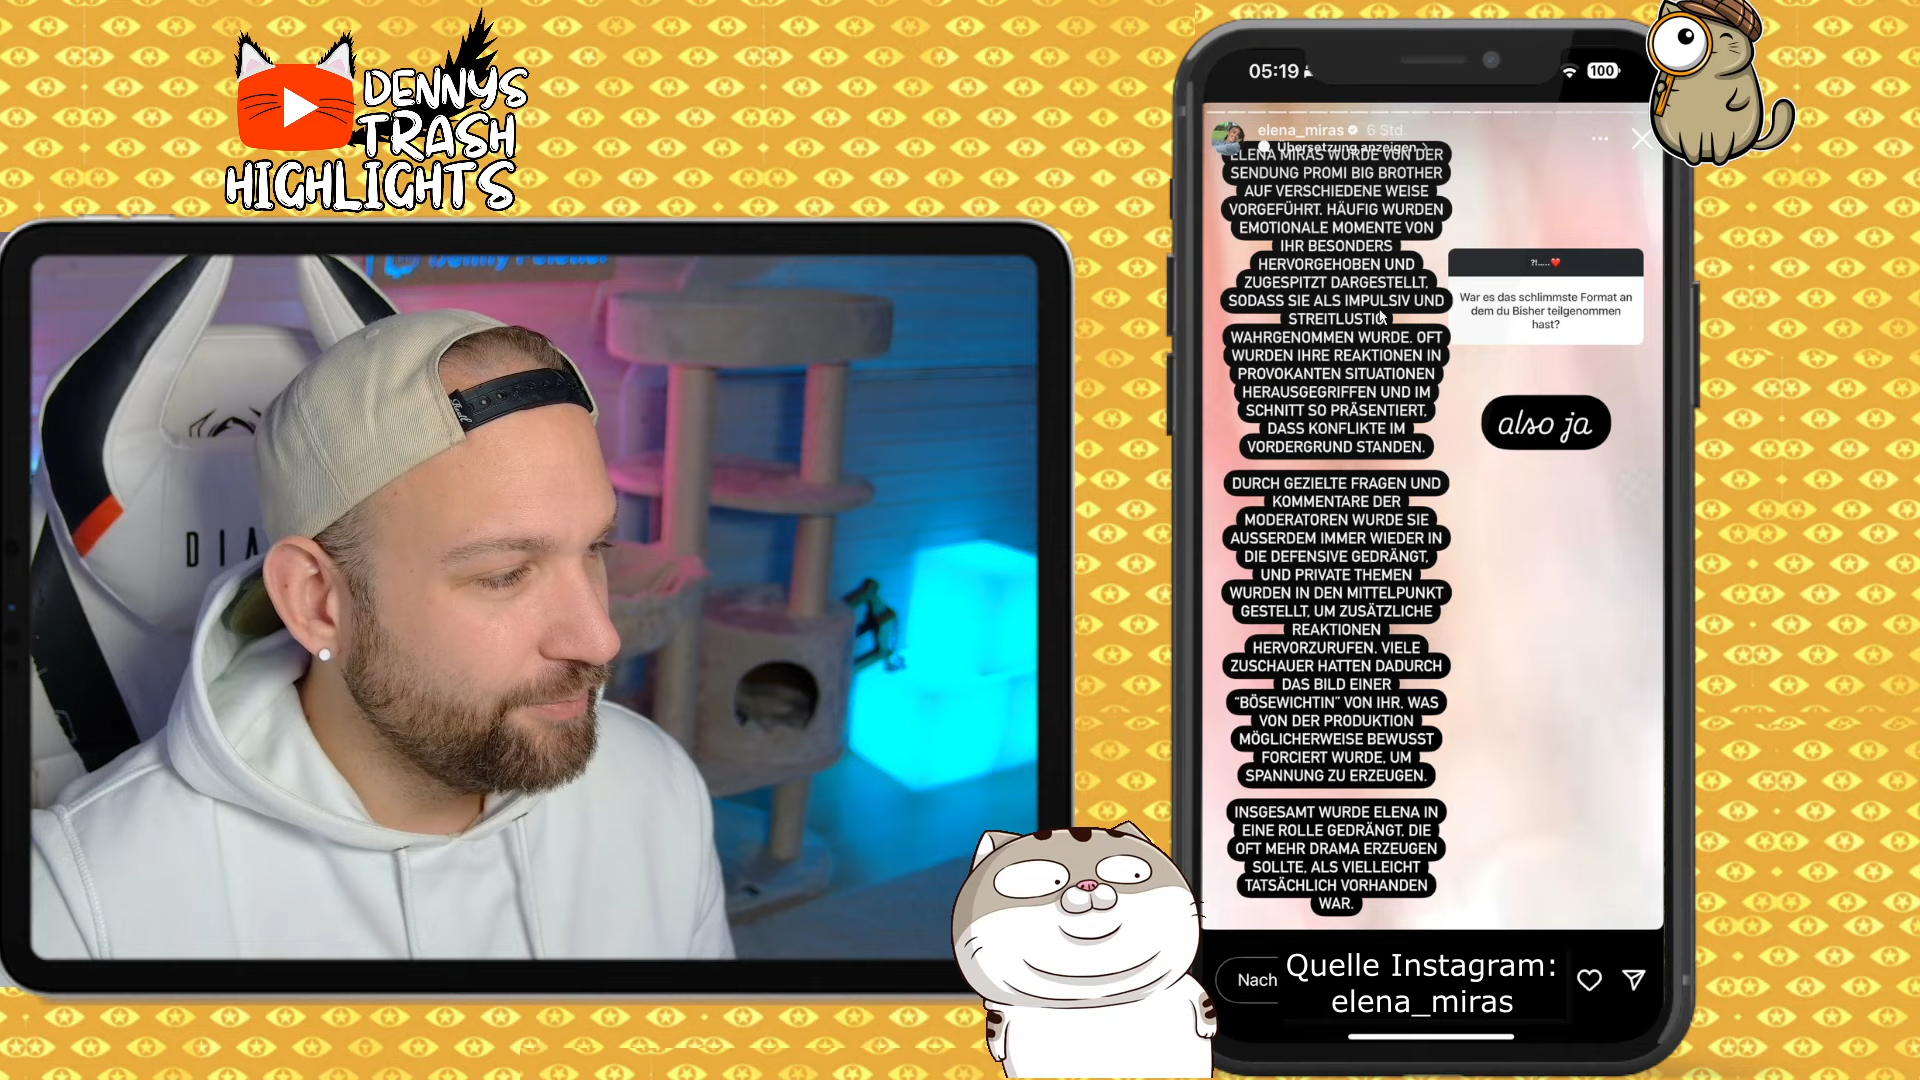 DENNYS
TRASH
HIGHLIGHTS
DIA
05:19
100
elena_miras 6 Std.
Übersetzung anzeigen
ELENA MIRAS WURDE VON DER
SENDUNG PROMI BIG BROTHER
AUF VERSCHIEDENE WEISE
VORGEFÜHRT. HÄUFIG WURDEN
EMOTIONALE MOMENTE VON
IHR BESONDERS
HERVORGEHOBEN UND
ZUGESPITZT DARGESTELLT,
SODASS SIE ALS IMPULSIV UND
STREITLUSTIG
WAHRGENOMMEN WURDE. OFT
WURDEN IHRE REAKTIONEN IN
PROVOKANTEN SITUATIONEN
HERAUSGEGRIFFEN UND IM
SCHNITT SO PRÄSENTIERT,
DASS KONFLIKTE IM
VORDERGRUND STANDEN.
DURCH GEZIELTE FRAGEN UND
KOMMENTARE DER
MODERATOREN WURDE SIE
AUSSERDEM IMMER WIEDER IN
DIE DEFENSIVE GEDRÄNGT,
UND PRIVATE THEMEN
WURDEN IN DEN MITTELPUNKT
GESTELLT, UM ZUSÄTZLICHE
REAKTIONEN
HERVORZURUFEN. VIELE
ZUSCHAUER HATTEN DADURCH
DAS BILD EINER
“BÖSEWICHTIN” VON IHR, WAS
VON DER PRODUKTION
MÖGLICHERWEISE BEWUSST
FORCIERT WURDE, UM
SPANNUNG ZU ERZEUGEN.
INSGESAMT WURDE ELENA IN
EINE ROLLE GEDRÄNGT, DIE
OFT MEHR DRAMA ERZEUGEN
SOLLTE, ALS VIELLEICHT
TATSÄCHLICH VORHANDEN
WAR.
?!.....❤️
War es das schlimmste Format an
dem du Bisher teilgenommen
hast?
also ja
Nach
Quelle Instagram:
elena_miras